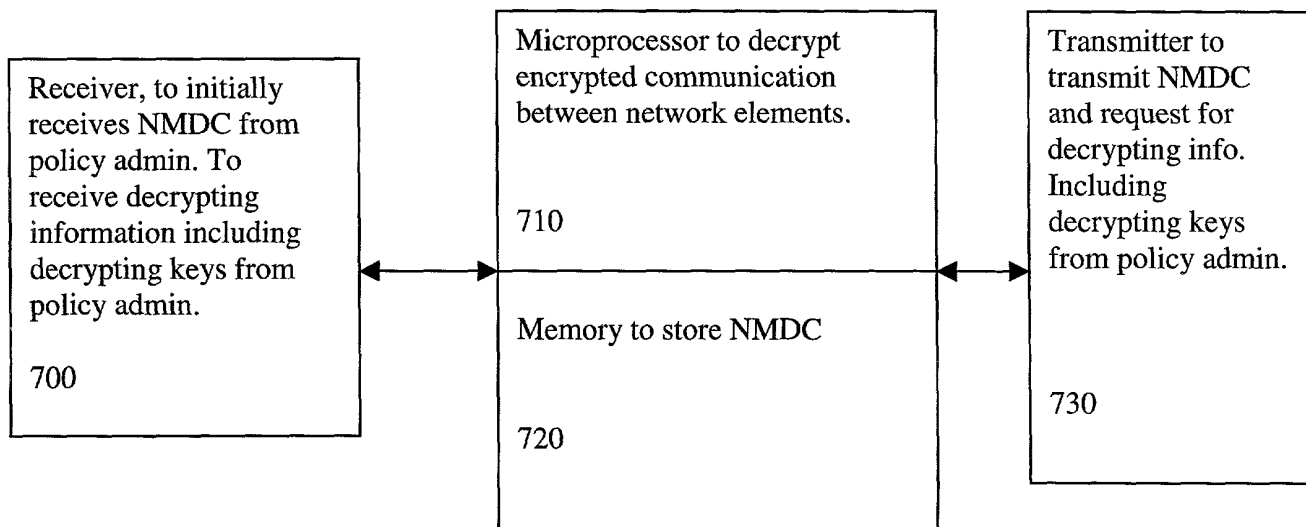 Receiver, to initially
receives NMDC from
policy admin. To
receive decrypting
information including
decrypting keys from
policy admin.
700
Microprocessor to decrypt
encrypted communication
between network elements.
710
Memory to store NMDC
720
Transmitter to
transmit NMDC
and request for
decrypting info.
Including
decrypting keys
from policy admin.
730